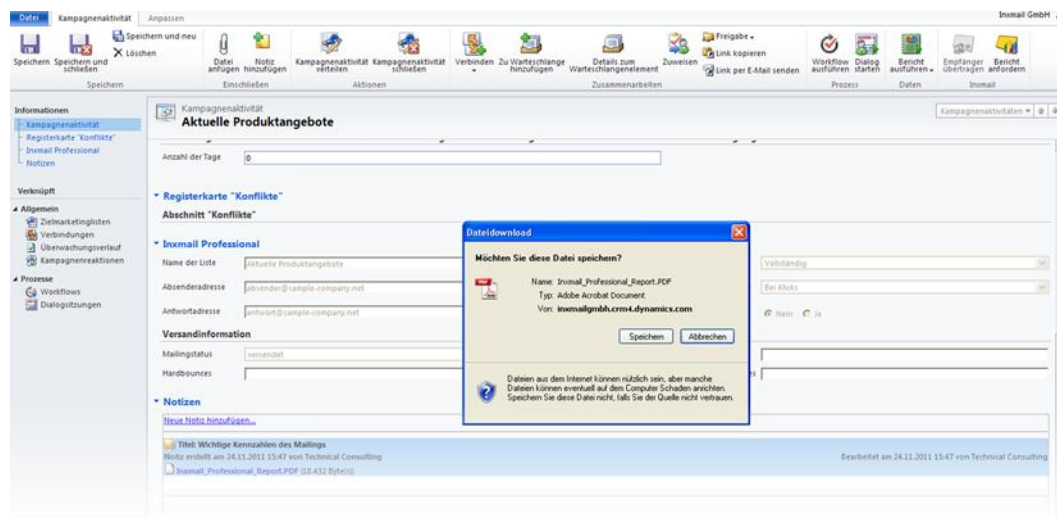 Datei Kampagnenaktivität Anpassen Inxmail GmbH
Speichern Speichern und schließen
Speichern und neu
Löschen
Datei anfügen Notiz hinzufügen
Kampagnenaktivität verteilen Kampagnenaktivität schließen
Verbinden Zu Warteschlange hinzufügen Details zum Warteschlangenelement Zuweisen
Freigabe
Link kopieren
Link per E-Mail senden
Workflow ausführen Dialog starten
Bericht ausführen
Empfänger übertragen Bericht anfordern
Speichern Einschließen Aktionen Zusammenarbeiten Prozess Daten Inxmail
Informationen
Kampagnenaktivität
Registerkarte "Konflikte"
Inxmail Professional
Notizen
Verknüpft
Allgemein
Zielmarketinglisten
Verbindungen
Überwachungsverlauf
Kampagnenreaktionen
Prozesse
Workflows
Dialogsitzungen
Kampagnenaktivität
Aktuelle Produktangebote
Kampagnenaktivitäten
Anzahl der Tage 0
Registerkarte "Konflikte"
Abschnitt "Konflikte"
Inxmail Professional
Name der Liste Aktuelle Produktangebote Vollständig
Absenderadresse absender@sample-company.net Bei Klicks
Antwortadresse antwort@sample-company.net Nein Ja
Versandinformation
Mailingstatus versendet
Hardbounces
Notizen
Neue Notiz hinzufügen...
Titel: Wichtige Kennzahlen des Mailings
Notiz erstellt am 24.11.2011 15:47 von Technical Consulting Bearbeitet am 24.11.2011 15:47 von Technical Consulting
Inxmail_Professional_Report.PDF (18.432 Byte(s))
Dateidownload
Möchten Sie diese Datei speichern?
Name: Inxmail_Professional_Report.PDF
Typ: Adobe Acrobat Document
Von: inxmailgmbh.crm4.dynamics.com
Speichern Abbrechen
Dateien aus dem Internet können nützlich sein, aber manche
Dateien können eventuell auf dem Computer Schaden anrichten.
Speichern Sie diese Datei nicht, falls Sie der Quelle nicht vertrauen.